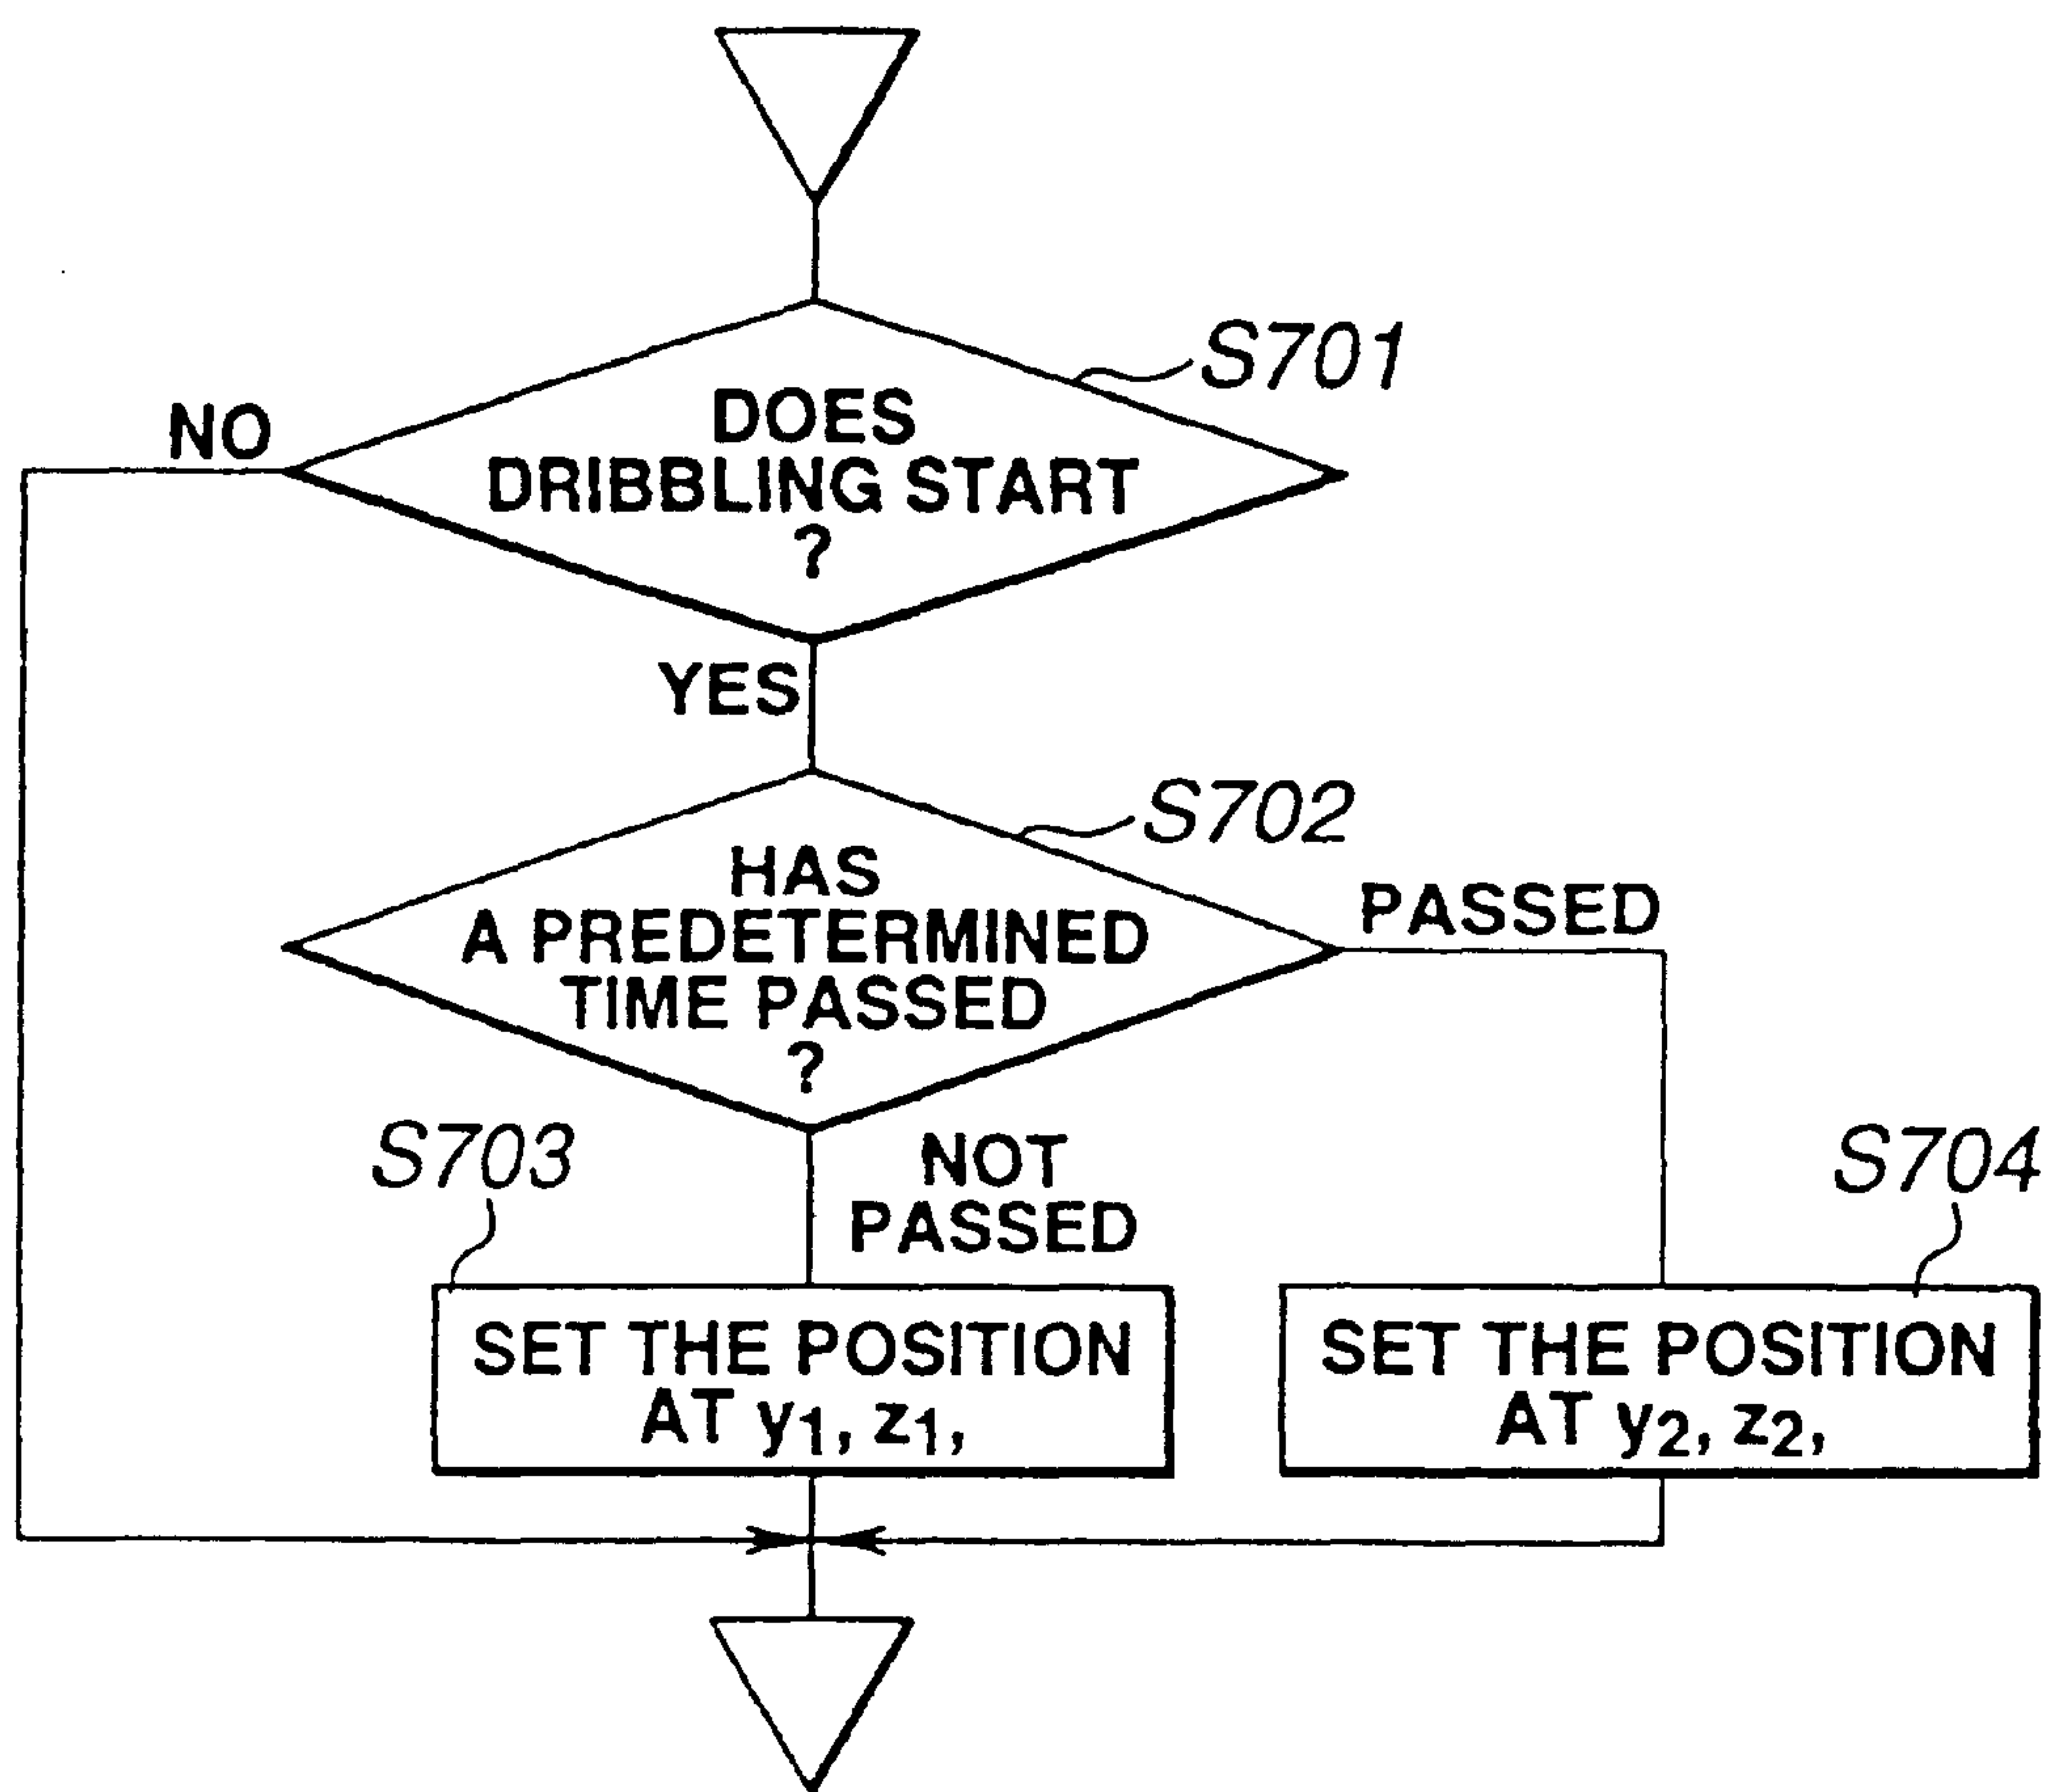 S701
NO
DOES
DRIBBLING START
?
YES
S702
HAS
A PREDETERMINED
TIME PASSED
?
PASSED
S703
NOT
PASSED
S704
SET THE POSITION
AT y₁, z₁,
SET THE POSITION
AT y₂, z₂,